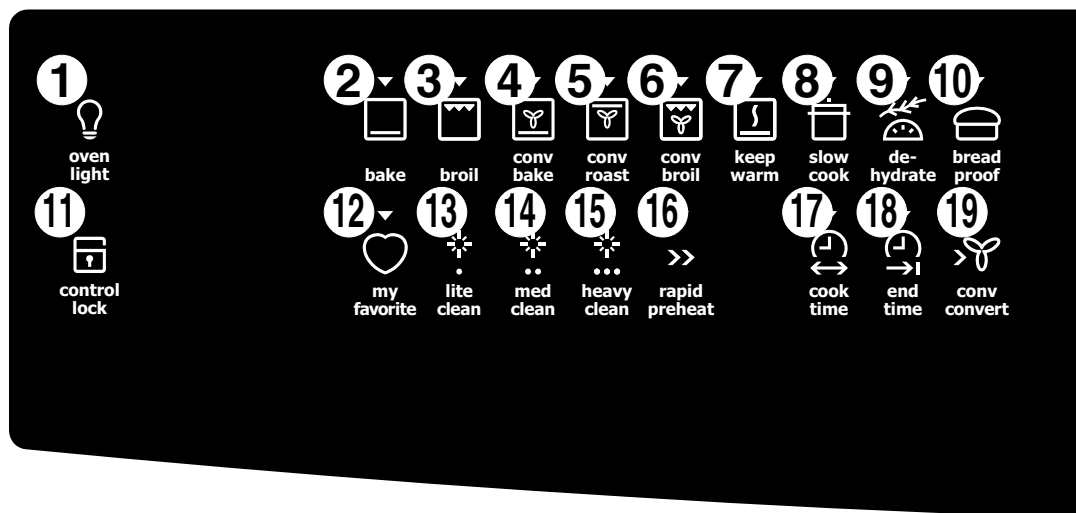 1 2 3 4 5 6 7 8 9 10
oven
light
bake
broil
conv
bake
conv
roast
conv
broil
keep
warm
slow
cook
de-
hydrate
bread
proof
11 12 13 14 15 16 17 18 19
control
lock
my
favorite
lite
clean
med
clean
heavy
clean
rapid
preheat
cook
time
end
time
conv
convert